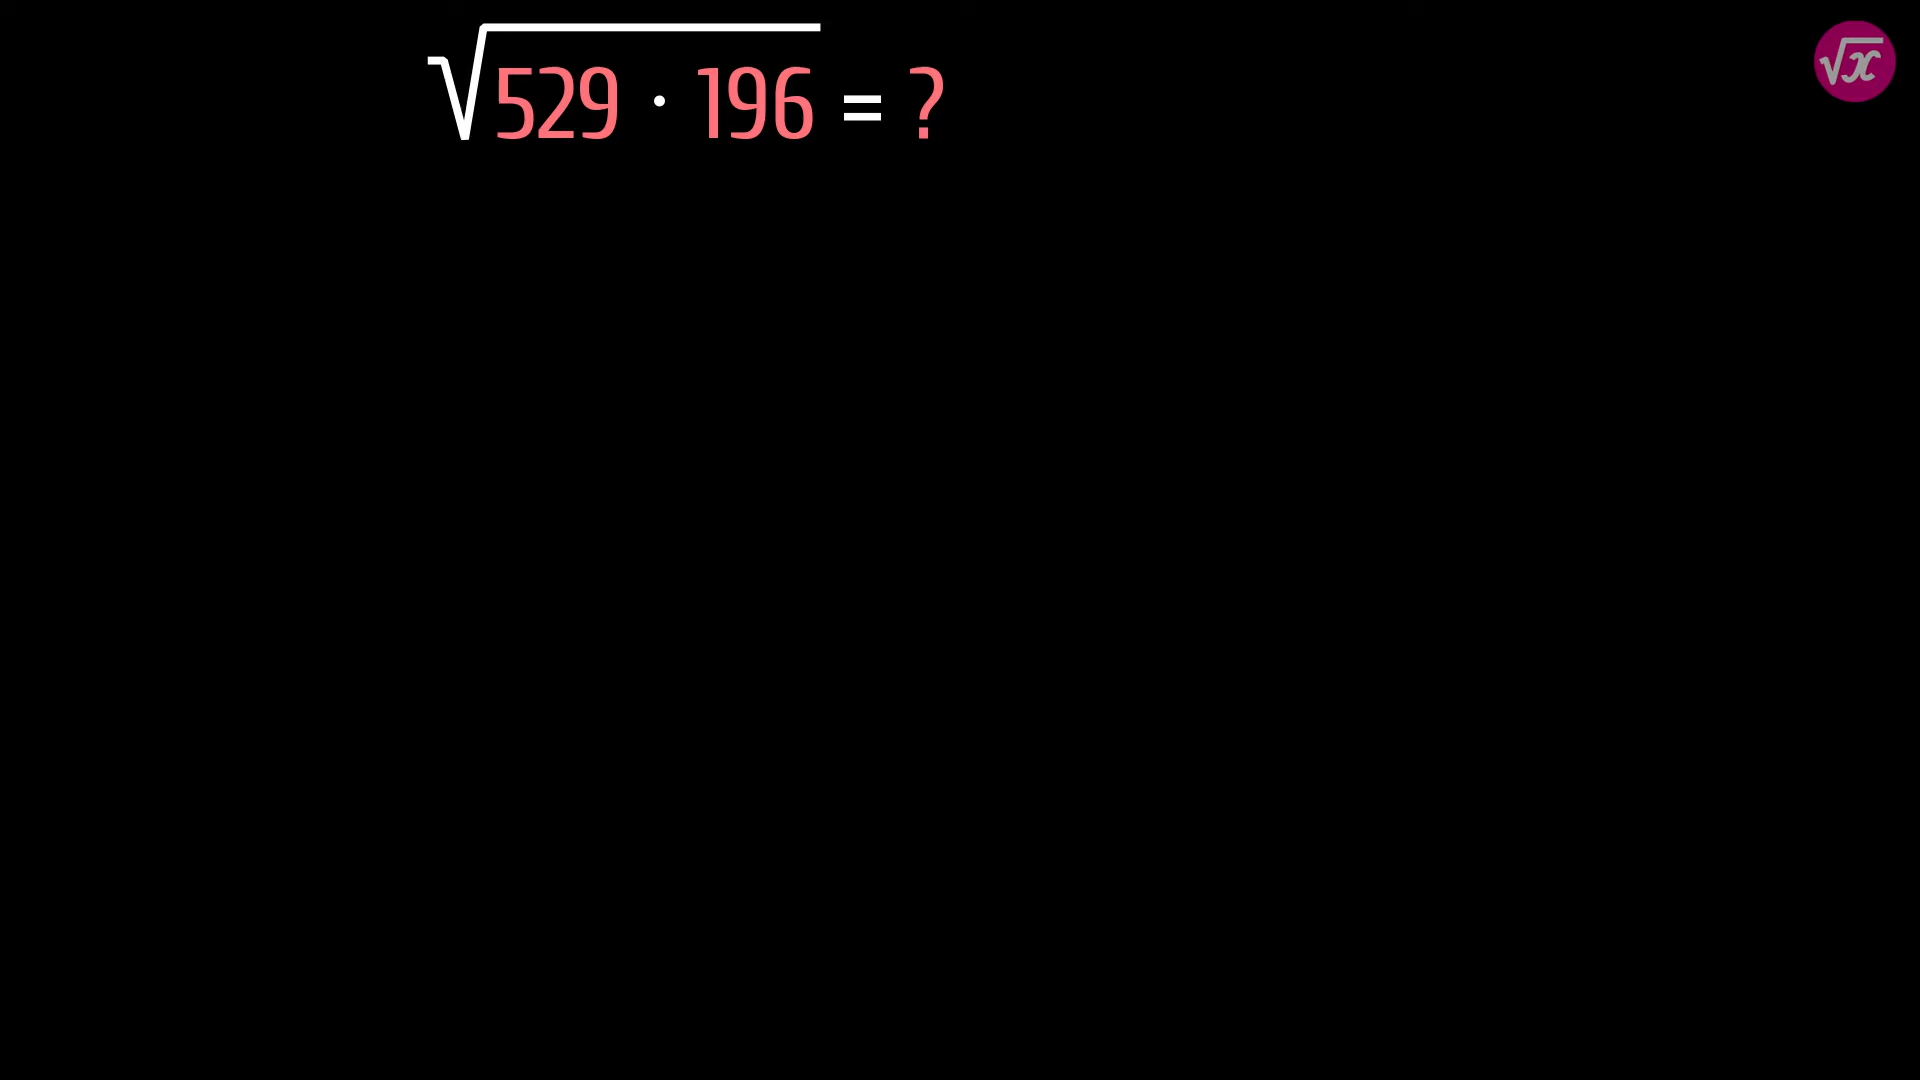 √529 · 196 = ?
√x